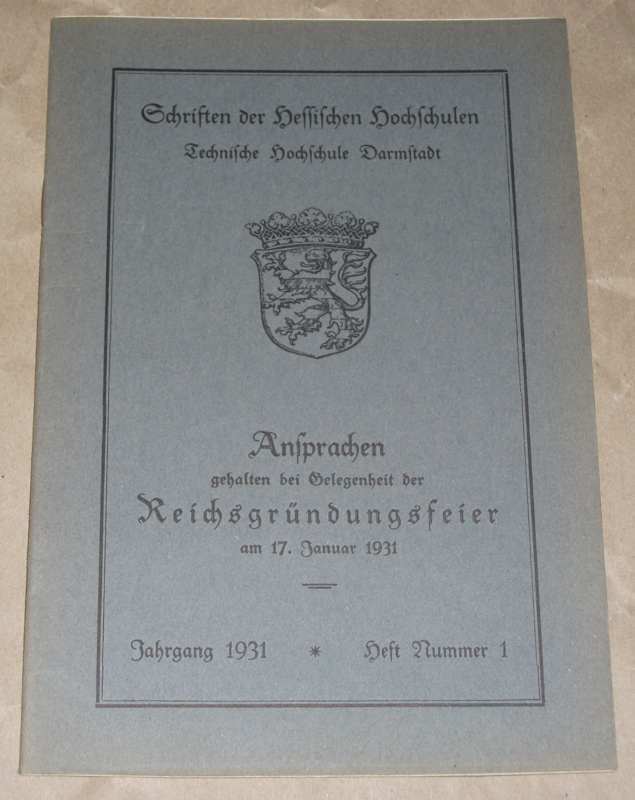 Schriften der Hessischen Hochschulen
Technische Hochschule Darmstadt
Ansprachen
gehalten bei Gelegenheit der
Reichsgründungsfeier
am 17. Januar 1931
Jahrgang 1931 * Heft Nummer 1